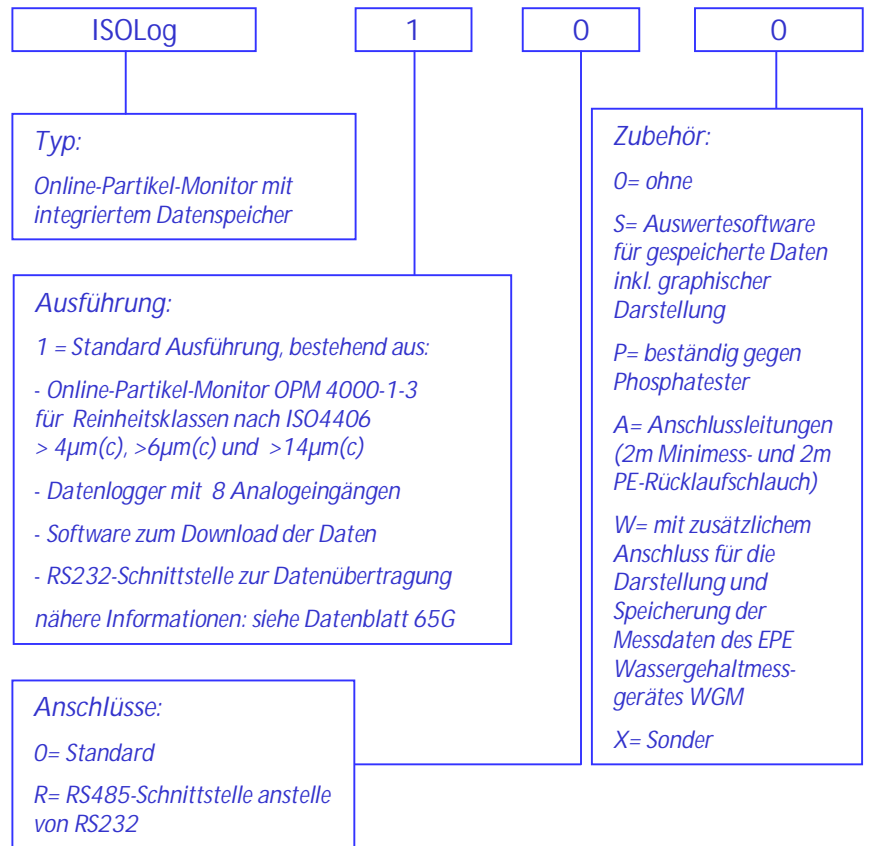 ISOLog 1 0 0
Typ:
Online-Partikel-Monitor mit
integriertem Datenspeicher
Ausführung:
1 = Standard Ausführung, bestehend aus:
- Online-Partikel-Monitor OPM 4000-1-3
für Reinheitsklassen nach ISO4406
> 4µm(c), >6µm(c) und >14µm(c)
- Datenlogger mit 8 Analogeingängen
- Software zum Download der Daten
- RS232-Schnittstelle zur Datenübertragung
nähere Informationen: siehe Datenblatt 65G
Anschlüsse:
0= Standard
R= RS485-Schnittstelle anstelle
von RS232
Zubehör:
0= ohne
S= Auswertesoftware
für gespeicherte Daten
inkl. graphischer
Darstellung
P= beständig gegen
Phosphatester
A= Anschlussleitungen
(2m Minimess- und 2m
PE-Rücklaufschlauch)
W= mit zusätzlichem
Anschluss für die
Darstellung und
Speicherung der
Messdaten des EPE
Wassergehaltmess-
gerätes WGM
X= Sonder